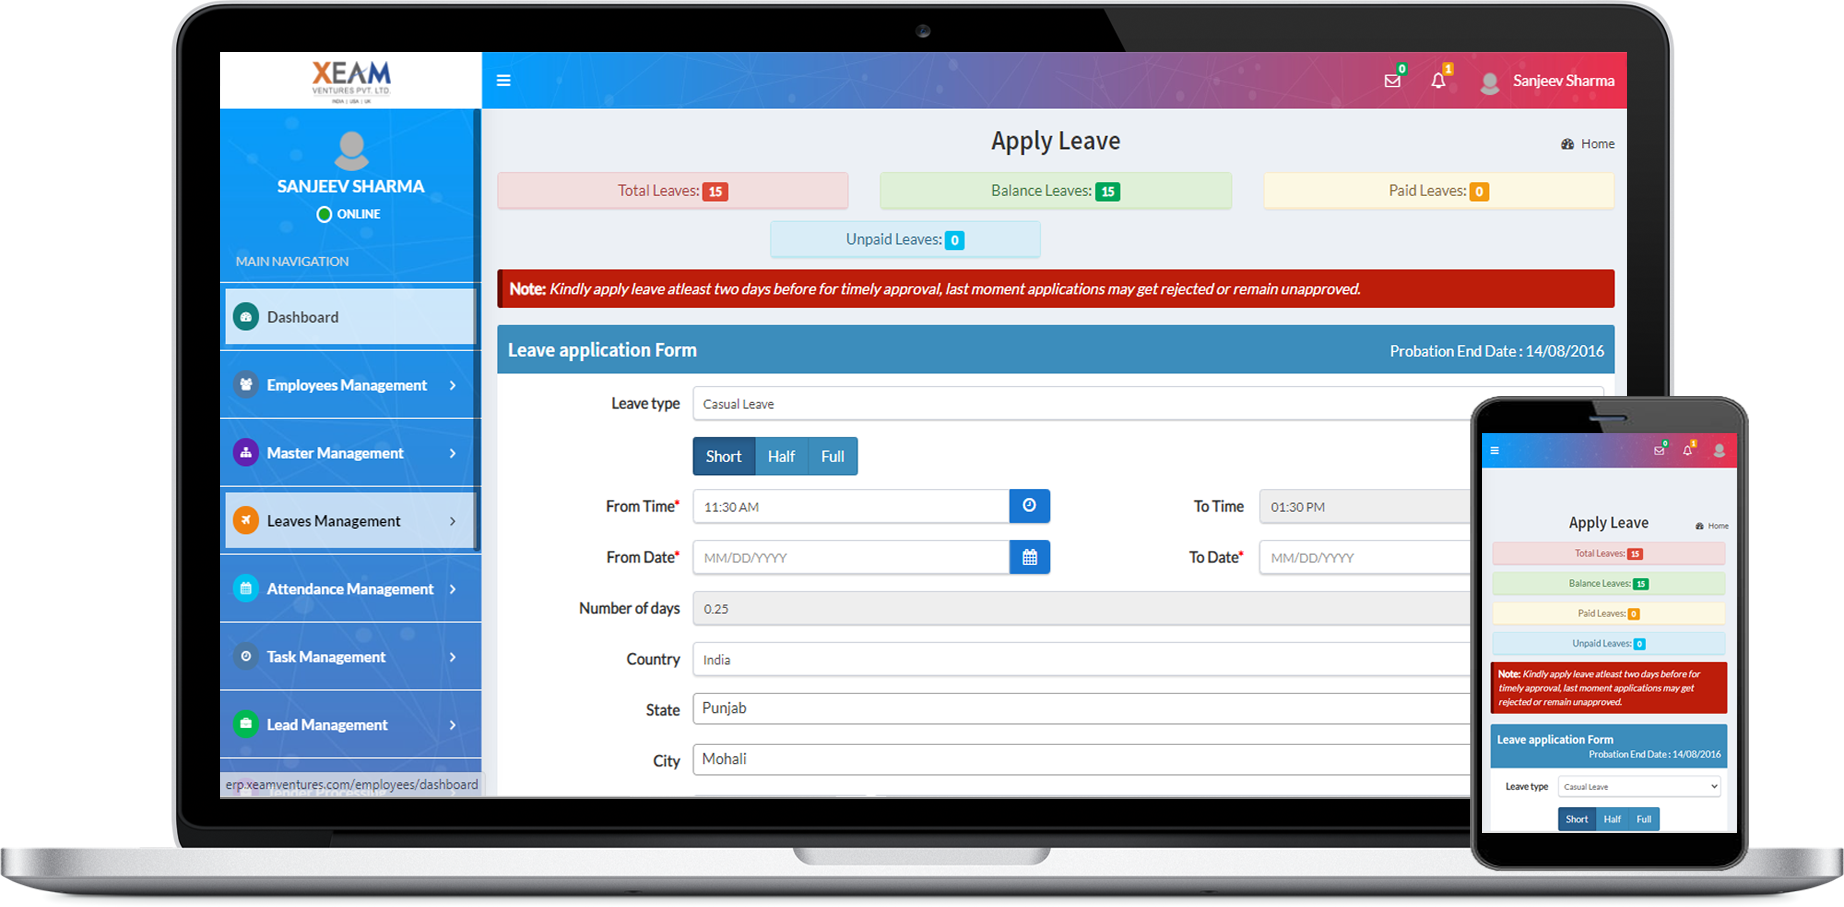 XEAM
VENTURES PVT. LTD.
INDIA | USA | UK
0
1
Sanjeev Sharma
SANJEEV SHARMA
ONLINE
MAIN NAVIGATION
Dashboard
Employees Management
Master Management
Leaves Management
Attendance Management
Task Management
Lead Management
erp.xeamventures.com/employees/dashboard
Apply Leave
Home
Total Leaves: 15
Balance Leaves: 15
Paid Leaves: 0
Unpaid Leaves: 0
Note: Kindly apply leave atleast two days before for timely approval, last moment applications may get rejected or remain unapproved.
Leave application Form
Probation End Date : 14/08/2016
Leave type Casual Leave
Short Half Full
From Time* 11:30 AM
To Time 01:30 PM
From Date* MM/DD/YYYY
To Date* MM/DD/YYYY
Number of days 0.25
Country India
State Punjab
City Mohali
0
1
Apply Leave
Home
Total Leaves: 15
Balance Leaves: 15
Paid Leaves: 0
Unpaid Leaves: 0
Note: Kindly apply leave atleast two days before for
timely approval, last moment applications may get
rejected or remain unapproved.
Leave application Form
Probation End Date : 14/08/2016
Leave type Casual Leave
Short Half Full